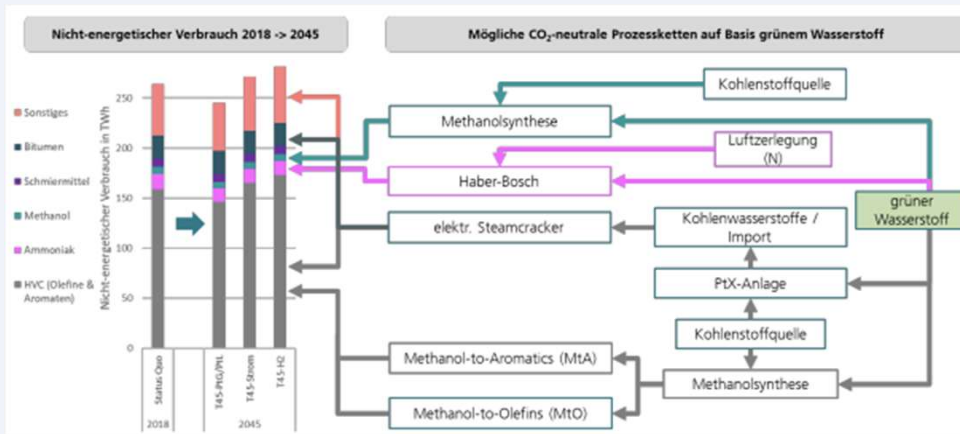 Nicht-energetischer Verbrauch 2018 -> 2045
Mögliche CO₂-neutrale Prozessketten auf Basis grünem Wasserstoff
Sonstiges
Bitumen
Schmiermittel
Methanol
Ammoniak
HVC (Olefine &
Aromaten)
Nicht-energetischer Verbrauch in TWh
250
200
150
100
50
0
Status Quo
T45-PtG/PtL
T45-Strom
T45-H2
2018
2045
Kohlenstoffquelle
Methanolsynthese
Luftzerlegung
(N)
Haber-Bosch
grüner
Wasserstoff
elektr. Steamcracker
Kohlenwasserstoffe /
Import
PtX-Anlage
Kohlenstoffquelle
Methanol-to-Aromatics (MtA)
Methanolsynthese
Methanol-to-Olefins (MtO)